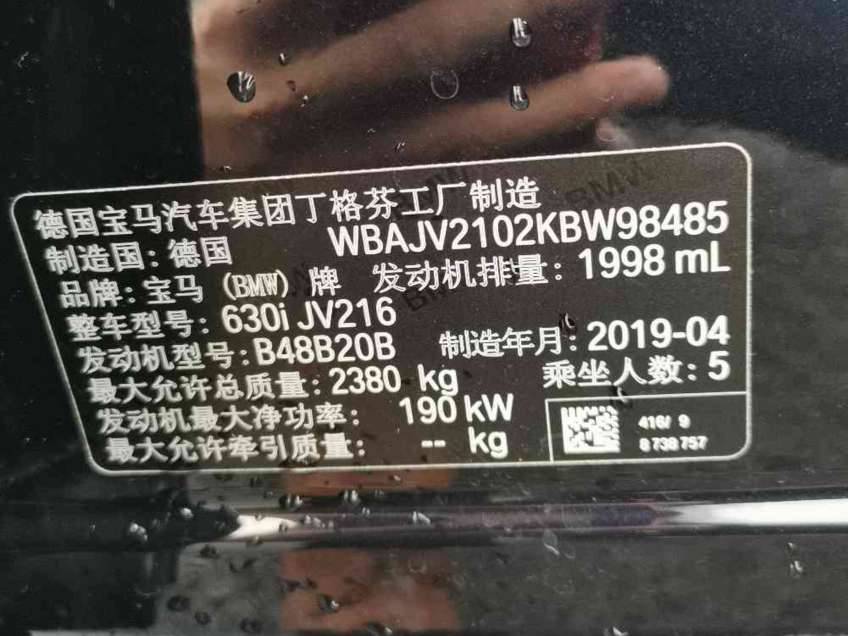 德国宝马汽车集团丁格芬工厂制造
制造国: 德国 WBAJV2102KBW98485
品牌: 宝马 (BMW) 牌 发动机排量: 1998 mL
整车型号: 630i JV216
发动机型号: B48B20B 制造年月: 2019-04
最大允许总质量: 2380 kg 乘坐人数: 5
发动机最大净功率: 190 kW
最大允许牵引质量: -- kg
416/ 9
8 738 757
BMW
BMW